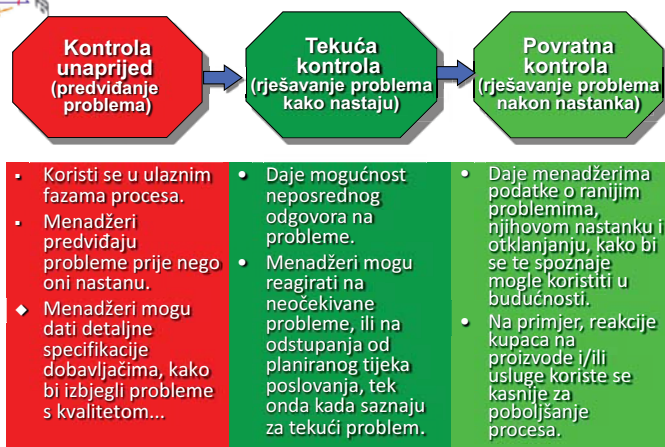 Kontrola
unaprijed
(predviđanje
problema)
Tekuća
kontrola
(rješavanje problema
kako nastaju)
Povratna
kontrola
(rješavanje problema
nakon nastanka)
▪ Koristi se u ulaznim
fazama procesa.
▪ Menadžeri
predviđaju
probleme prije nego
oni nastanu.
◆ Menadžeri mogu
dati detaljne
specifikacije
dobavljačima, kako
bi izbjegli probleme
s kvalitetom...
• Daje mogućnost
neposrednog
odgovora na
probleme.
• Menadžeri mogu
reagirati na
neočekivane
probleme, ili na
odstupanja od
planiranog tijeka
poslovanja, tek
onda kada saznaju
za tekući problem.
• Daje menadžerima
podatke o ranijim
problemima,
njihovom nastanku i
otklanjanju, kako bi
se te spoznaje
mogle koristiti u
budućnosti.
• Na primjer, reakcije
kupaca na
proizvode i/ili
usluge koriste se
kasnije za
poboljšanje
procesa.